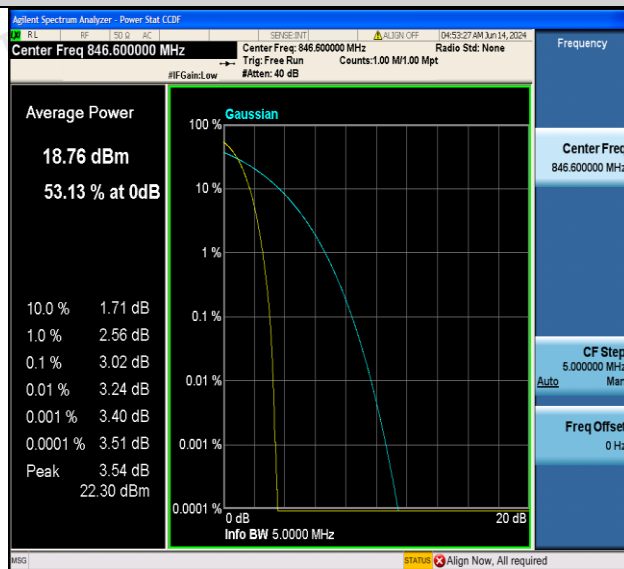 Agilent Spectrum Analyzer - Power Stat CCDF
RL RF 50 Ω AC SENSE:INT ALIGN OFF 04:53:27 AM Jun 14, 2024
Center Freq 846.600000 MHz
Center Freq: 846.600000 MHz Radio Std: None
Trig: Free Run Counts:1.00 M/1.00 Mpt
#IFGain:Low #Atten: 40 dB
Frequency
Average Power
18.76 dBm
53.13 % at 0dB
10.0 % 1.71 dB
1.0 % 2.56 dB
0.1 % 3.02 dB
0.01 % 3.24 dB
0.001 % 3.40 dB
0.0001 % 3.51 dB
Peak 3.54 dB
22.30 dBm
Gaussian
100 %
10 %
1 %
0.1 %
0.01 %
0.001 %
0.0001 %
0 dB 20 dB
Info BW 5.0000 MHz
Center Freq
846.600000 MHz
CF Step
5.000000 MHz
Auto Man
Freq Offset
0 Hz
MSG STATUS Align Now, All required